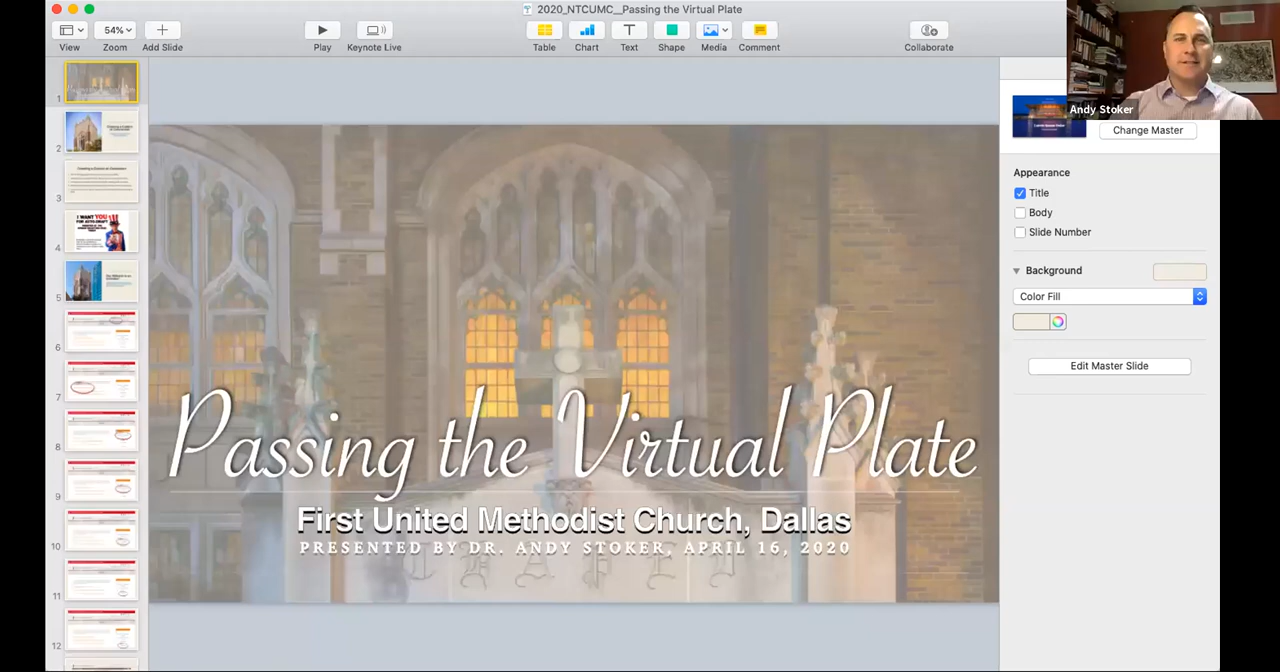 2020_NTCUMC__Passing the Virtual Plate
54%
View
Zoom
Add Slide
Play
Keynote Live
Table
Chart
Text
Shape
Media
Comment
Collaborate
Andy Stoker
Change Master
Appearance
Title
Body
Slide Number
Background
Color Fill
Edit Master Slide
1
2
3
4
I WANT YOU
5
6
7
8
9
10
11
12
Passing the Virtual Plate
First United Methodist Church, Dallas
PRESENTED BY DR. ANDY STOKER, APRIL 16, 2020